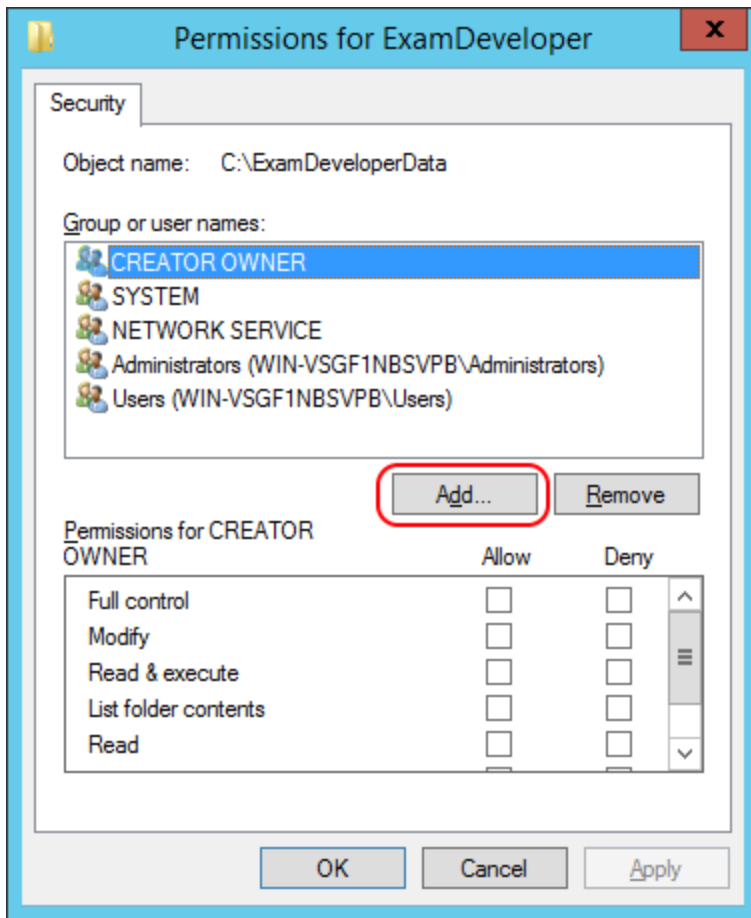 Permissions for ExamDeveloper
x
Security
Object name: C:\ExamDeveloperData
Group or user names:
CREATOR OWNER
SYSTEM
NETWORK SERVICE
Administrators (WIN-VSGF1NBSVPB\Administrators)
Users (WIN-VSGF1NBSVPB\Users)
Add... Remove
Permissions for CREATOR
OWNER Allow Deny
Full control
Modify
Read & execute
List folder contents
Read
OK Cancel Apply